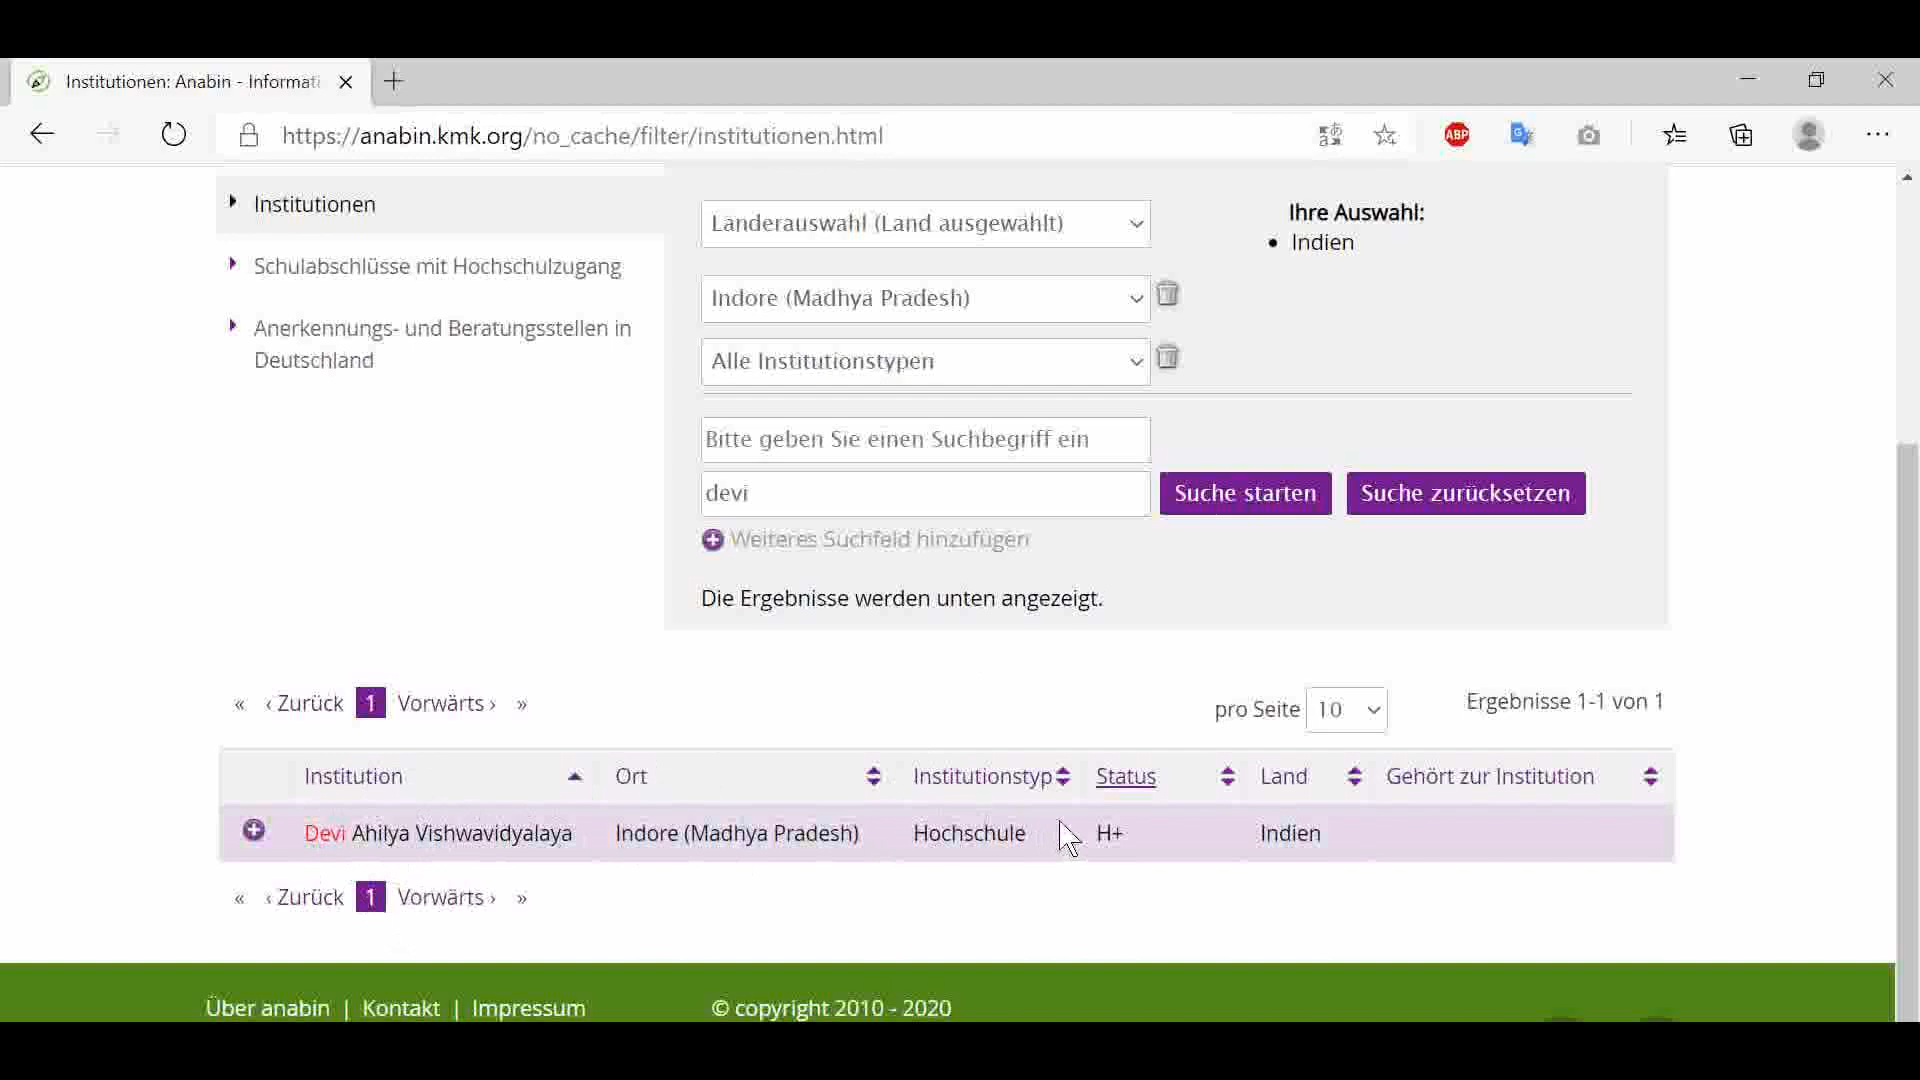 Institutionen: Anabin - Informati
https://anabin.kmk.org/no_cache/filter/institutionen.html
ABP
Institutionen
Schulabschlüsse mit Hochschulzugang
Anerkennungs- und Beratungsstellen in
Deutschland
Länderauswahl (Land ausgewählt)
Ihre Auswahl:
• Indien
Indore (Madhya Pradesh)
Alle Institutionstypen
Bitte geben Sie einen Suchbegriff ein
devi Suche starten Suche zurücksetzen
Weiteres Suchfeld hinzufügen
Die Ergebnisse werden unten angezeigt.
« ‹ Zurück 1 Vorwärts › » pro Seite 10 Ergebnisse 1-1 von 1
Institution Ort Institutionstyp Status Land Gehört zur Institution
Devi Ahilya Vishwavidyalaya Indore (Madhya Pradesh) Hochschule H+ Indien
« ‹ Zurück 1 Vorwärts › »
Über anabin | Kontakt | Impressum © copyright 2010 - 2020